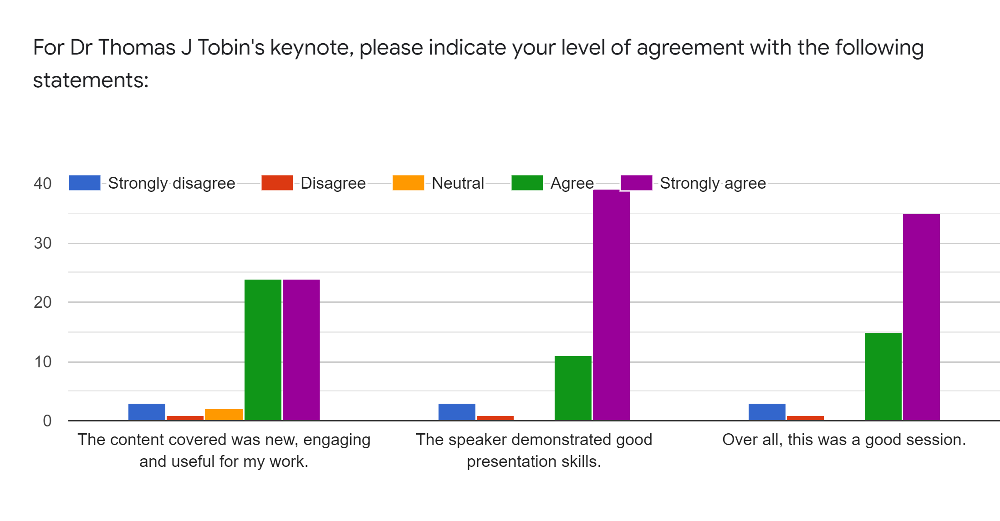 For Dr Thomas J Tobin's keynote, please indicate your level of agreement with the following
statements:
40
Strongly disagree
Disagree
Neutral
Agree
Strongly agree
30
20
10
0
The content covered was new, engaging
and useful for my work.
The speaker demonstrated good
presentation skills.
Over all, this was a good session.